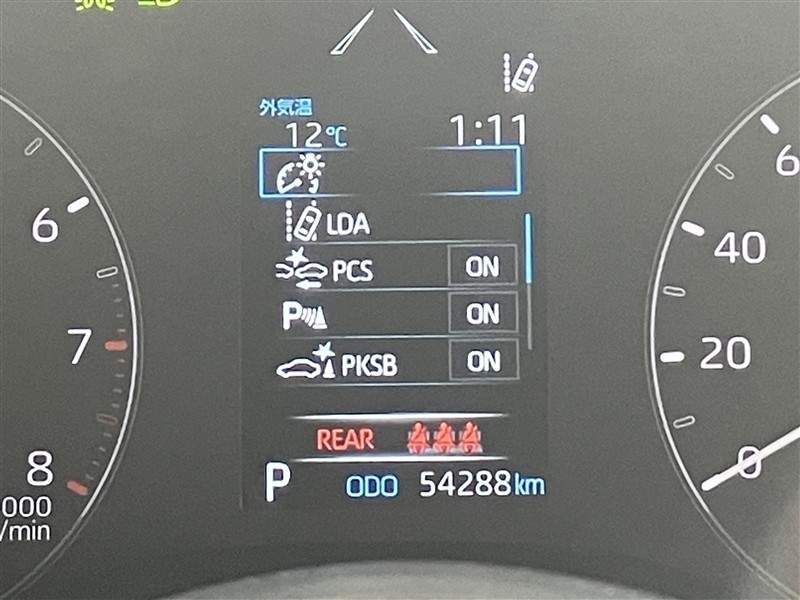 外気温
12℃ 1:11
LDA
PCS ON
P ON
PKSB ON
REAR
P ODO 54288km
6
7
8
000
/min
6
40
20
0